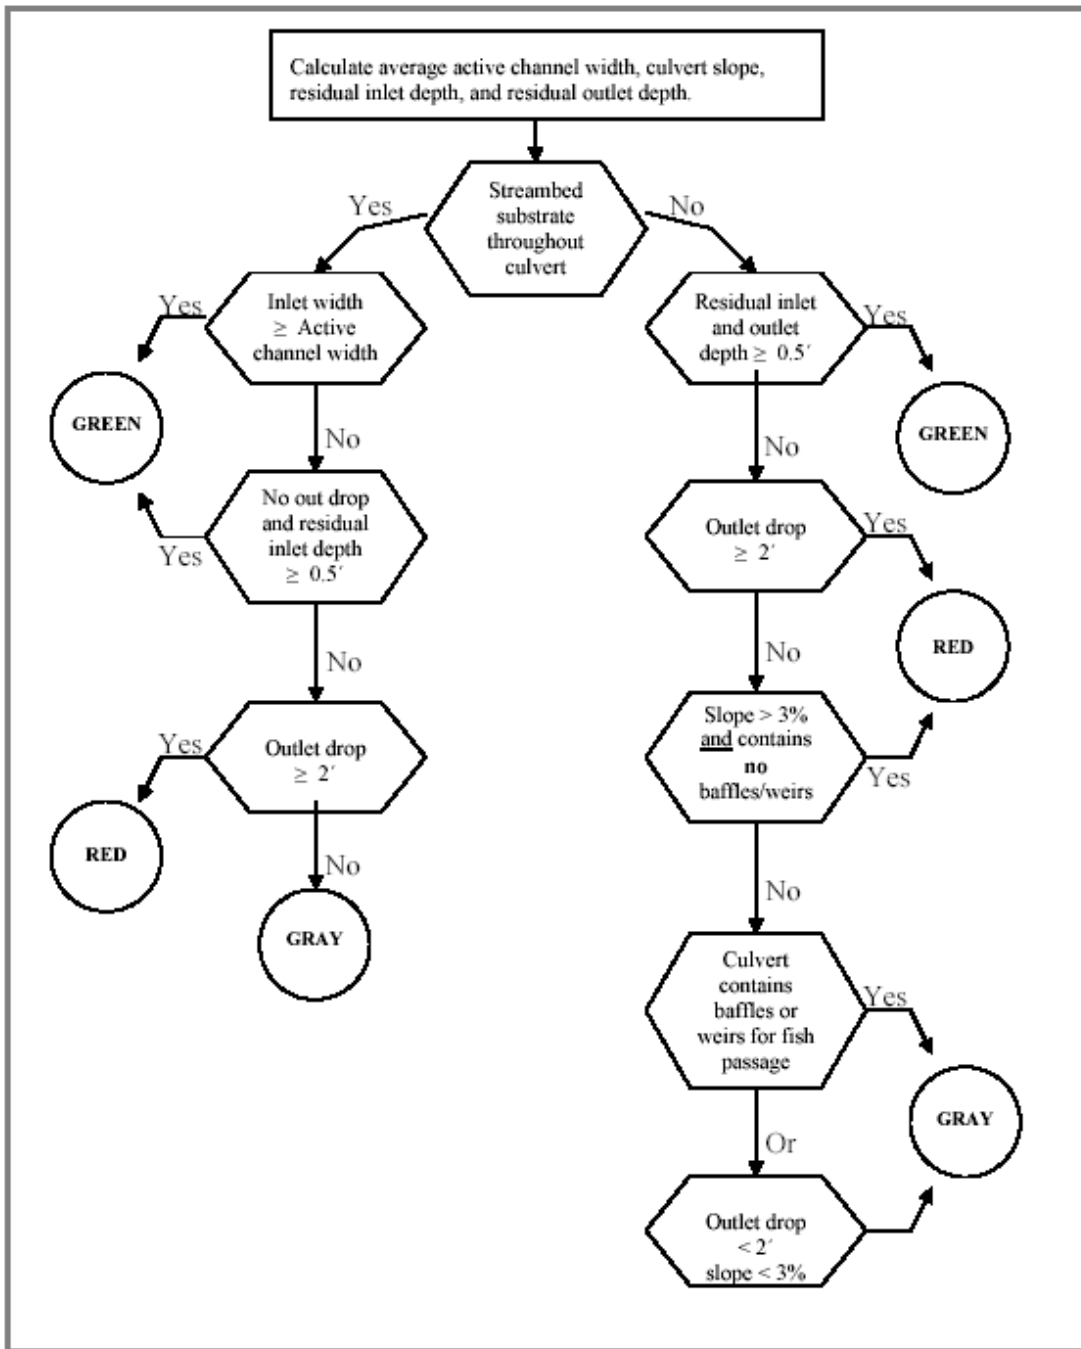 Calculate average active channel width, culvert slope,
residual inlet depth, and residual outlet depth.
Streambed
substrate
throughout
culvert
Yes
No
Inlet width
≥ Active
channel width
Yes
GREEN
No
No out drop
and residual
inlet depth
≥ 0.5´
Yes
No
Outlet drop
≥ 2´
Yes
RED
No
GRAY
Residual inlet
and outlet
depth ≥ 0.5´
Yes
GREEN
No
Outlet drop
≥ 2´
Yes
RED
No
Slope > 3%
and contains
no
baffles/weirs
Yes
No
Culvert
contains
baffles or
weirs for fish
passage
Yes
GRAY
Or
Outlet drop
< 2´
slope < 3%